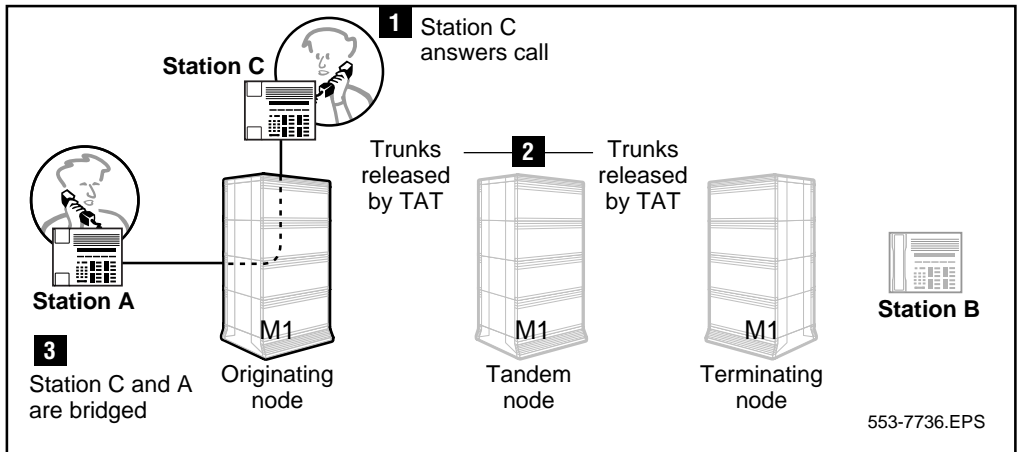 1 Station C
answers call
Station C
Trunks
released
by TAT
2
Trunks
released
by TAT
Station A
Station B
M1
M1
M1
3
Station C and A
are bridged
Originating
node
Tandem
node
Terminating
node
553-7736.EPS